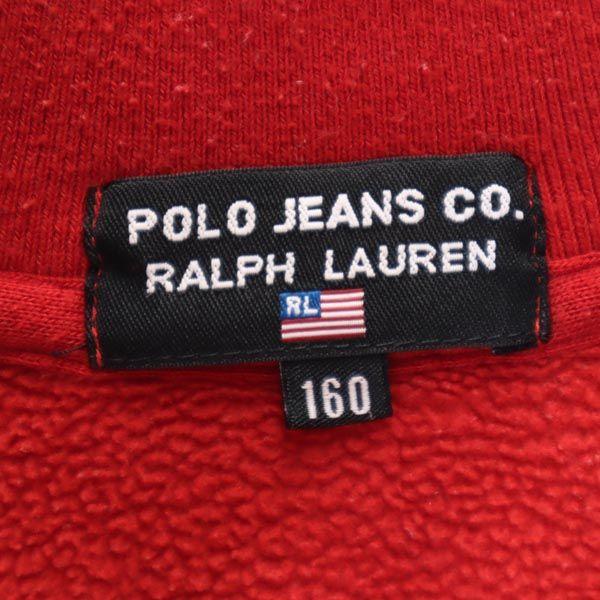 POLO JEANS CO.
RALPH LAUREN
RL
160